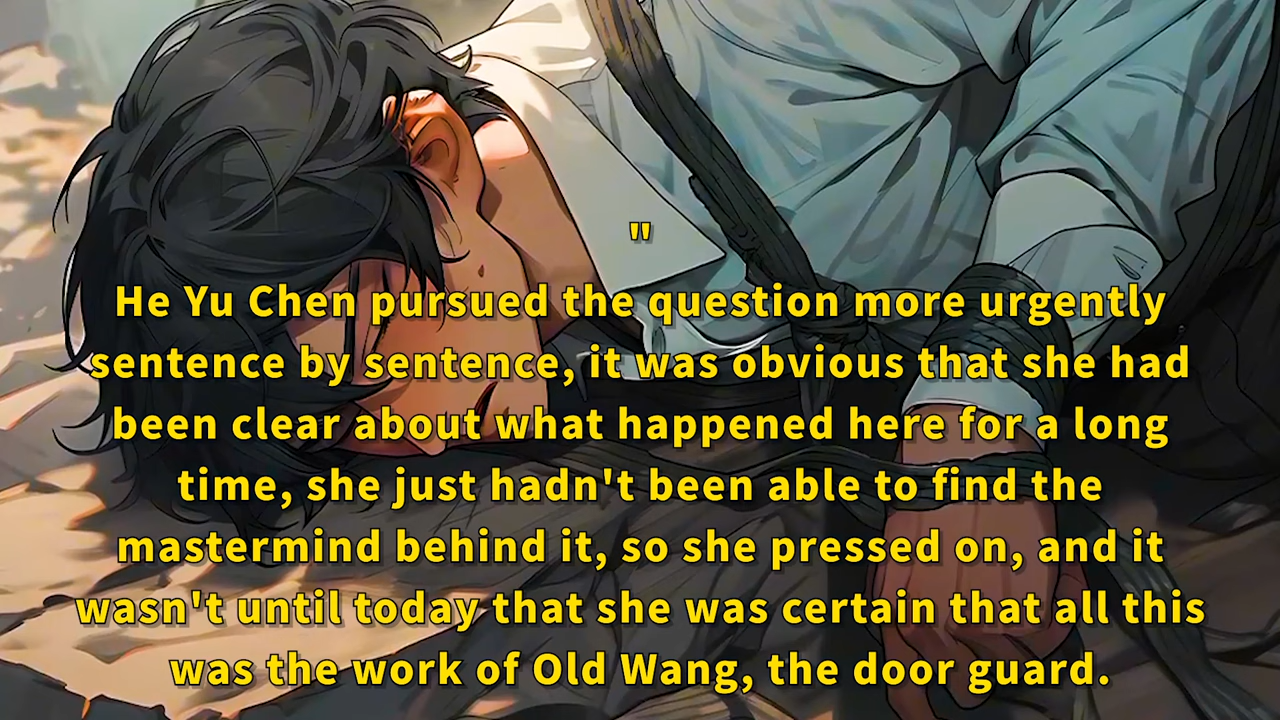 "
He Yu Chen pursued the question more urgently
sentence by sentence, it was obvious that she had
been clear about what happened here for a long
time, she just hadn't been able to find the
mastermind behind it, so she pressed on, and it
wasn't until today that she was certain that all this
was the work of Old Wang, the door guard.